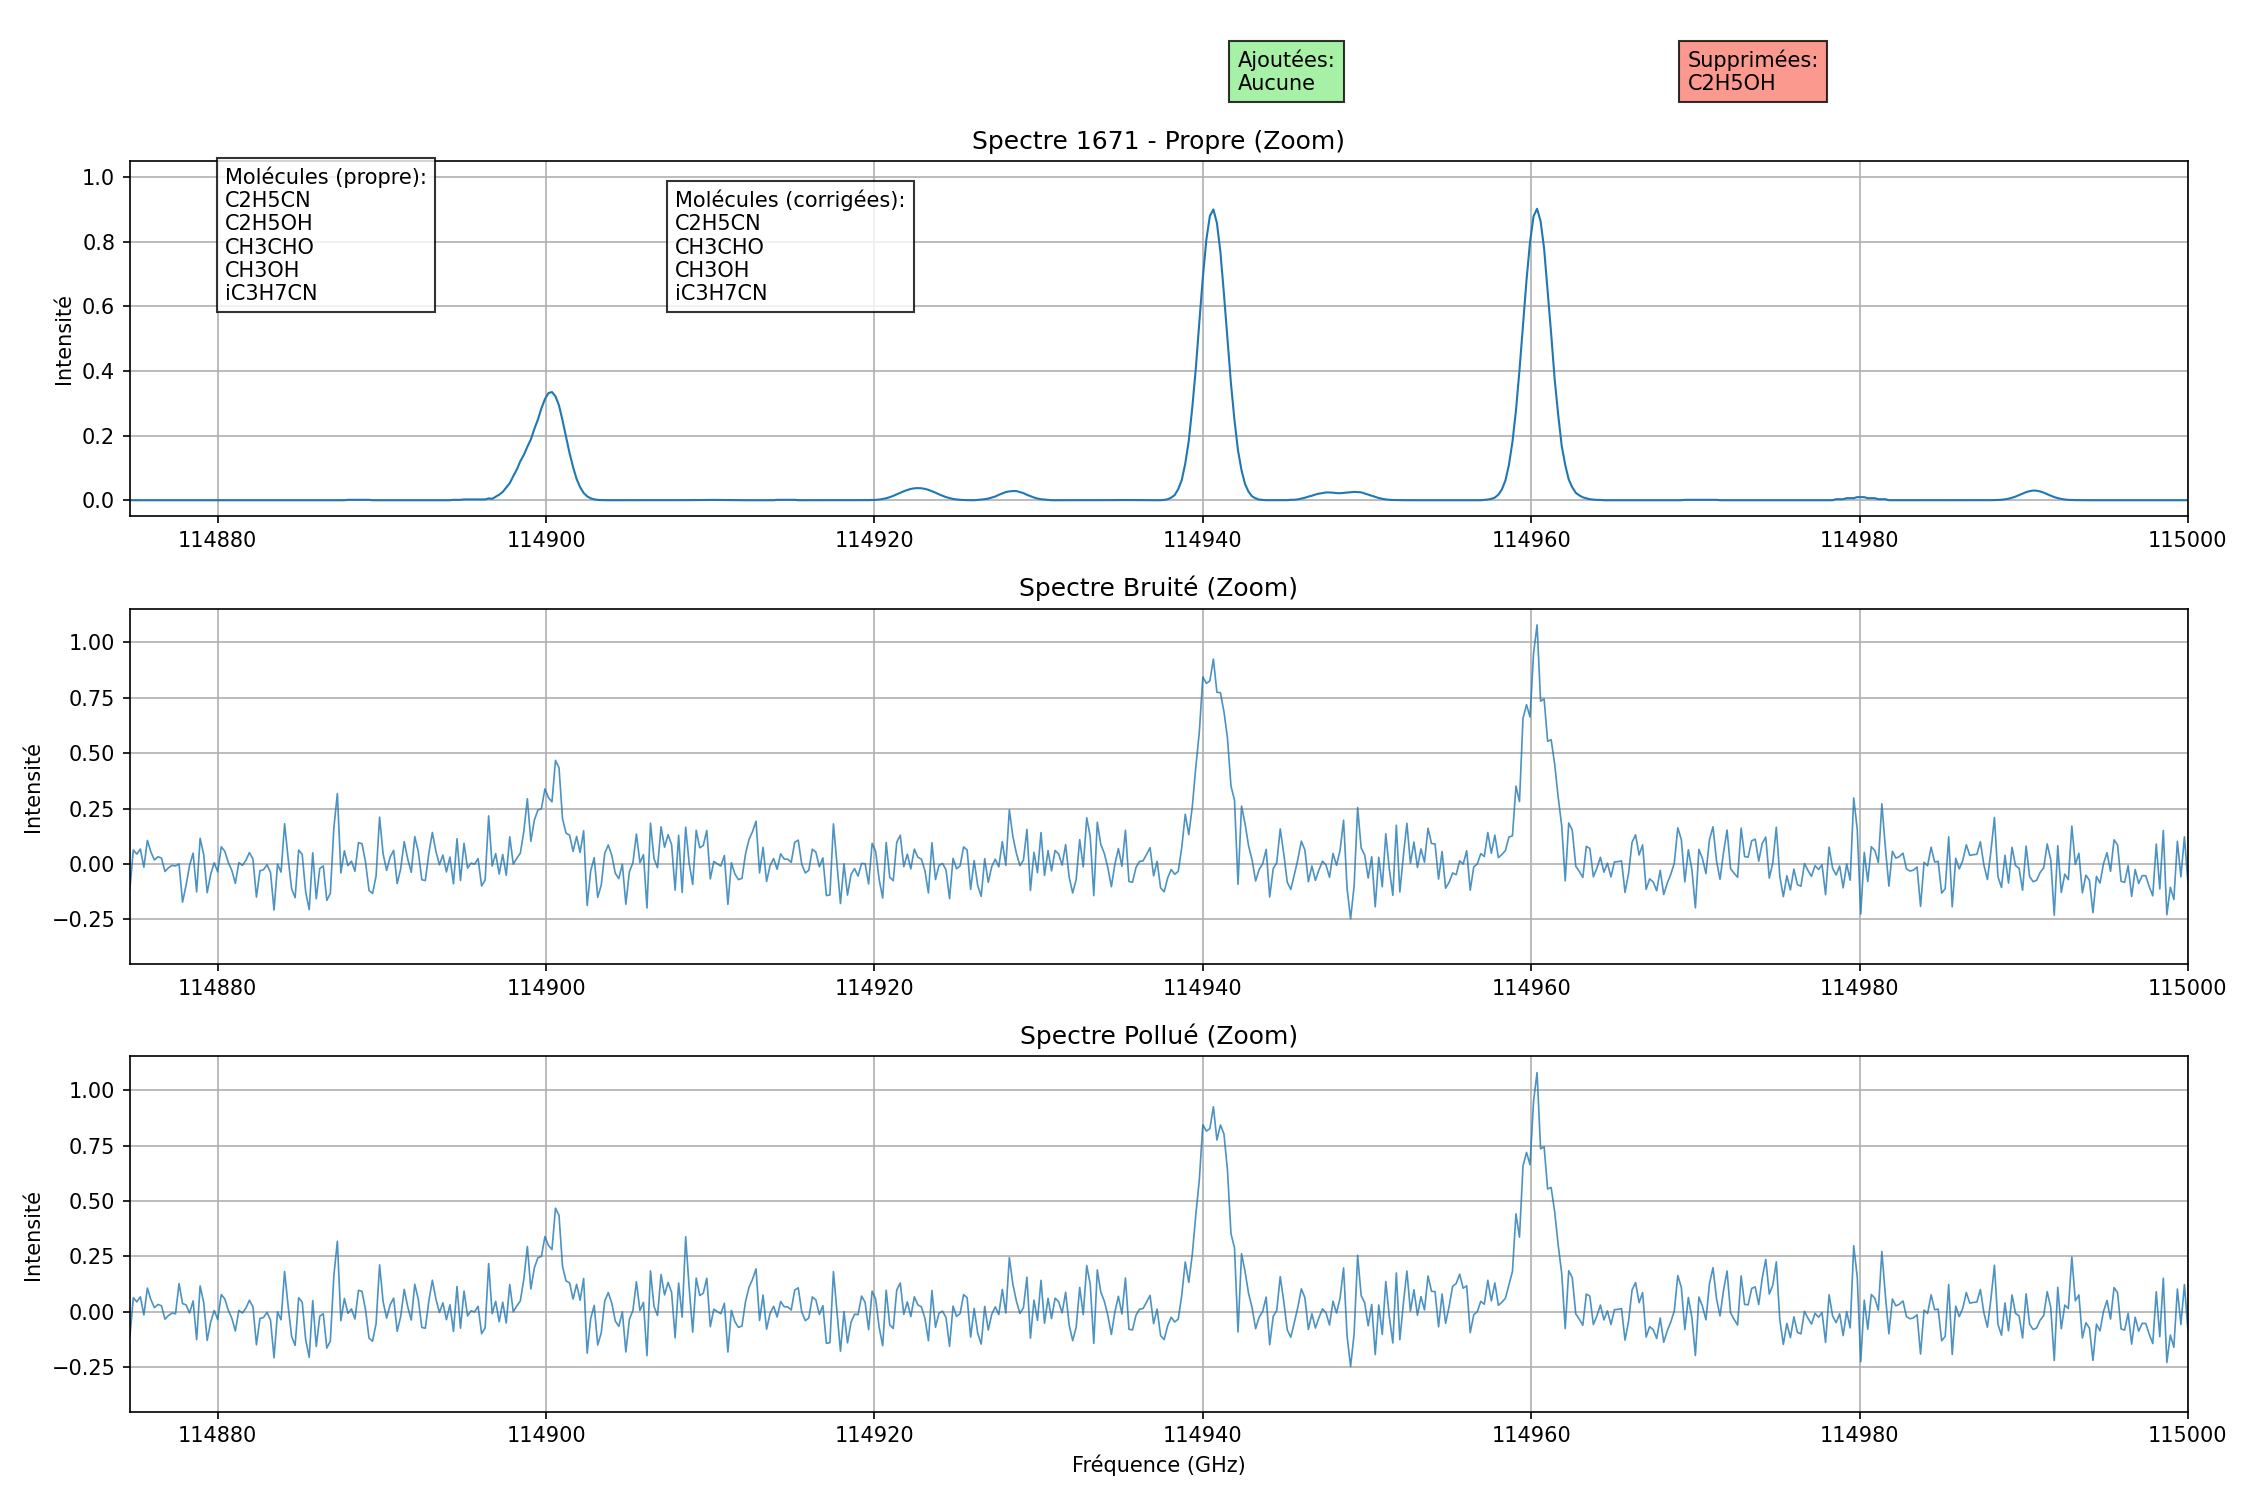 Ajoutées:
Aucune
Supprimées:
C2H5OH
Spectre 1671 - Propre (Zoom)
Molécules (propre):
C2H5CN
C2H5OH
CH3CHO
CH3OH
iC3H7CN
Molécules (corrigées):
C2H5CN
CH3CHO
CH3OH
iC3H7CN
Intensité
1.0
0.8
0.6
0.4
0.2
0.0
114880 114900 114920 114940 114960 114980 115000
Spectre Bruité (Zoom)
Intensité
1.00
0.75
0.50
0.25
0.00
−0.25
114880 114900 114920 114940 114960 114980 115000
Spectre Pollué (Zoom)
Intensité
1.00
0.75
0.50
0.25
0.00
−0.25
114880 114900 114920 114940 114960 114980 115000
Fréquence (GHz)